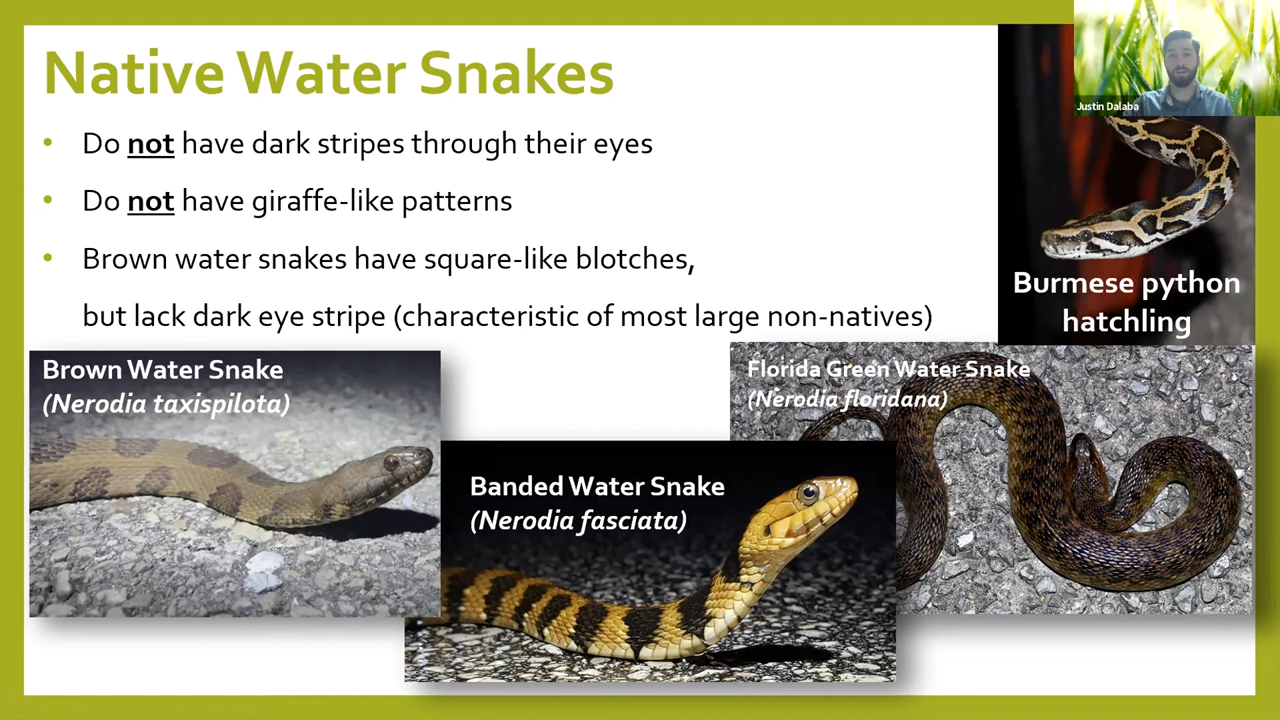 Native Water Snakes
Justin Dalaba
• Do not have dark stripes through their eyes
• Do not have giraffe-like patterns
• Brown water snakes have square-like blotches,
but lack dark eye stripe (characteristic of most large non-natives)
Burmese python
hatchling
Brown Water Snake
(Nerodia taxispilota)
Banded Water Snake
(Nerodia fasciata)
Florida Green Water Snake
(Nerodia floridana)